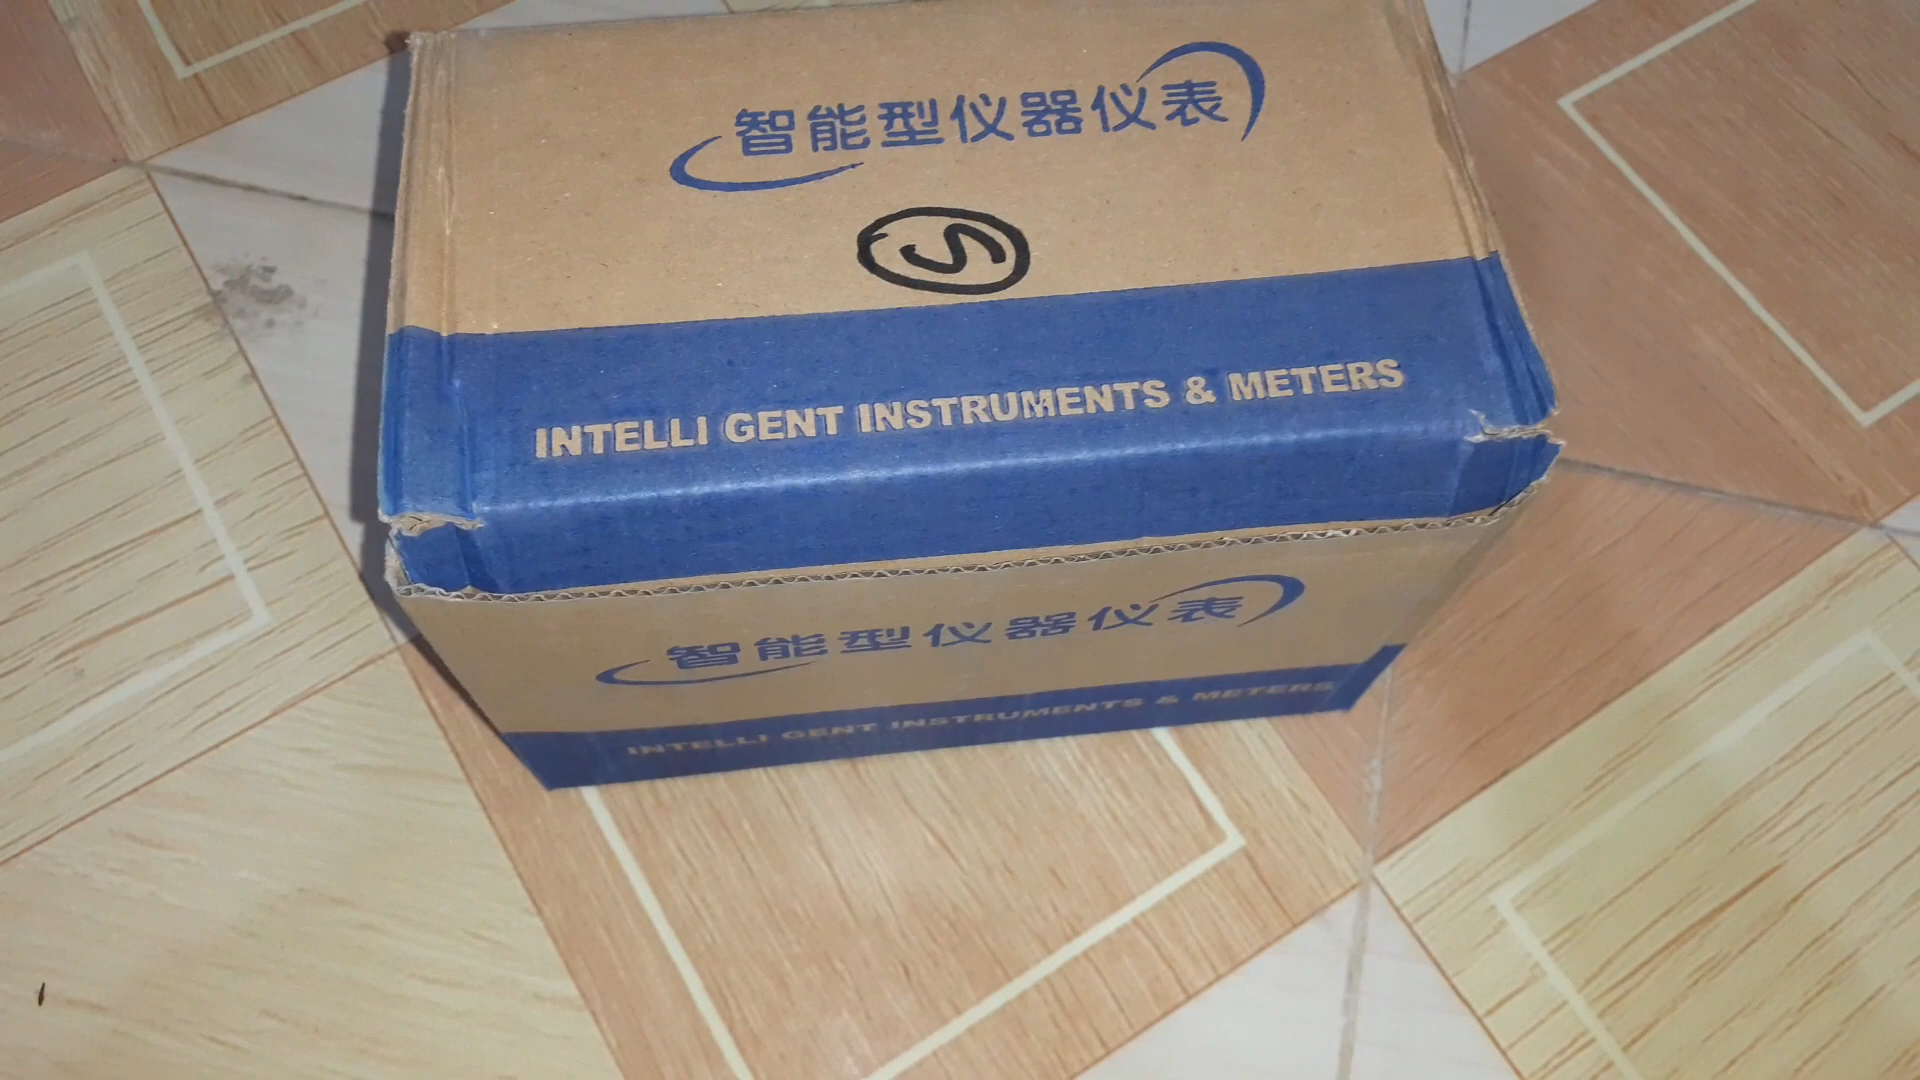 智能型仪器仪表
S
INTELLI GENT INSTRUMENTS & METERS
智能型仪器仪表
INTELLI GENT INSTRUMENTS & METERS